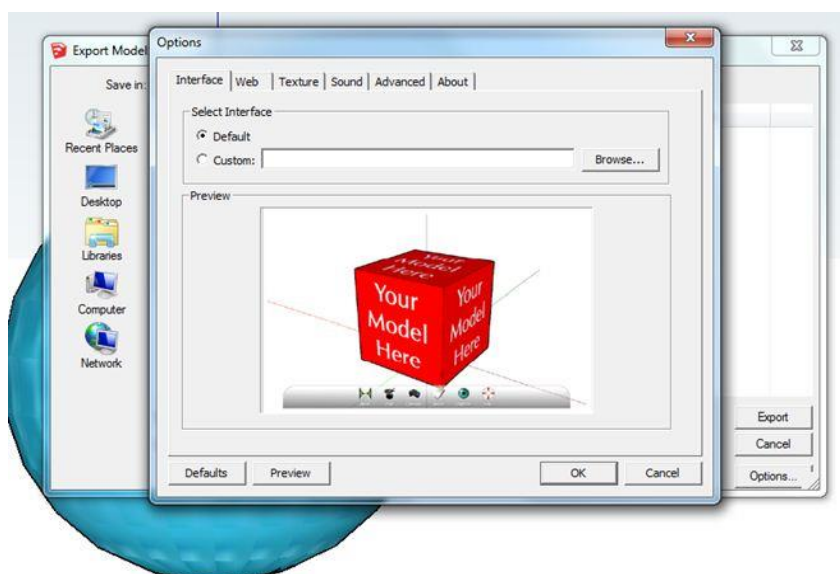 Export Model
Options
Save in:
Recent Places
Desktop
Libraries
Computer
Network
Interface Web Texture Sound Advanced About
Select Interface
Default
Custom:
Browse...
Preview
Your Model Here
Your
Model
Here
Your
Model
Here
Defaults
Preview
OK
Cancel
Export
Cancel
Options...